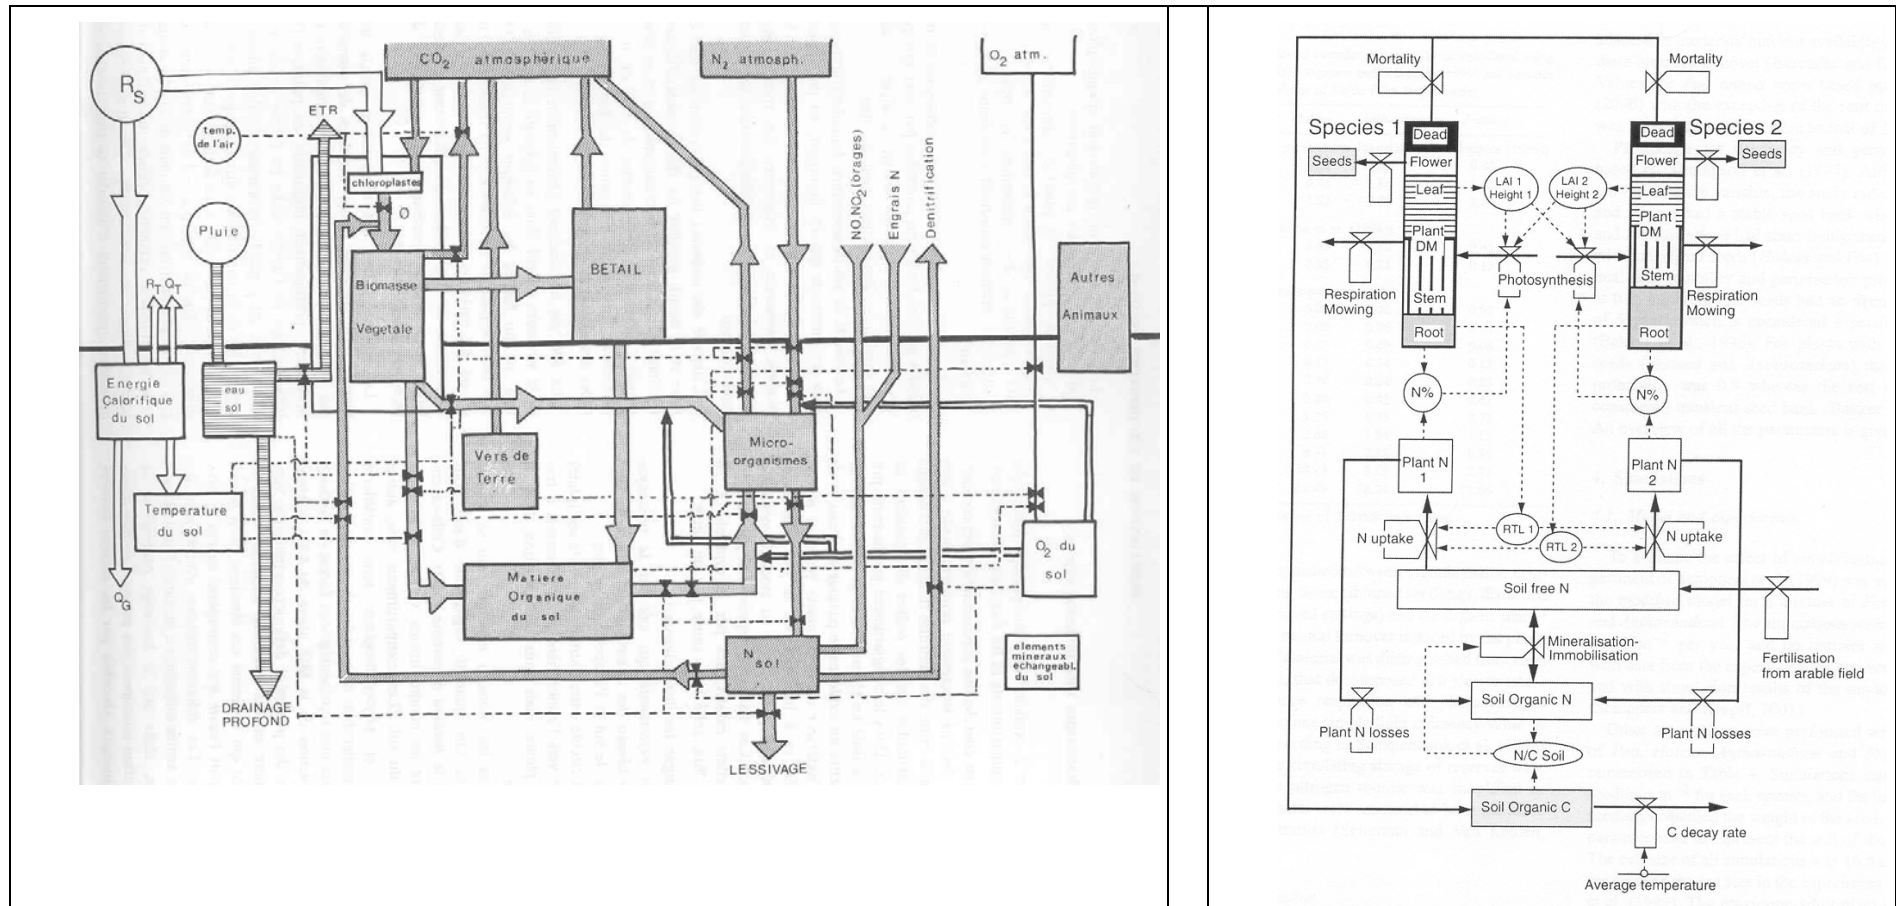 R_S
CO2 atmosphérique
N2 atmosph.
O2 atm.
ETR
temp.
de l'air
chloroplastes
Ø
Pluie
NO,NO2(orages)
Engrais N
Denitrification
Biomasse
Vegetale
BETAIL
Autres
Animaux
R_T Q_T
Energie
Calorifique
du sol
eau
sol
Micro-
organismes
Vers de
Terre
Temperature
du sol
O2 du
sol
Matiere
Organique
du sol
Q_G
N
sol
elements
mineraux
echangeabl.
du sol
DRAINAGE
PROFOND
LESSIVAGE
Mortality
Mortality
Species 1
Dead
Dead
Species 2
Seeds
Flower
Flower
Seeds
Leaf
LAI 1
Height 1
LAI 2
Height 2
Leaf
Plant
DM
Plant
DM
Stem
Photosynthesis
Stem
Respiration
Mowing
Respiration
Mowing
Root
Root
N%
N%
Plant N
1
Plant N
2
N uptake
RTL 1
RTL 2
N uptake
Soil free N
Mineralisation-
Immobilisation
Fertilisation
from arable field
Soil Organic N
Plant N losses
Plant N losses
N/C Soil
Soil Organic C
C decay rate
Average temperature